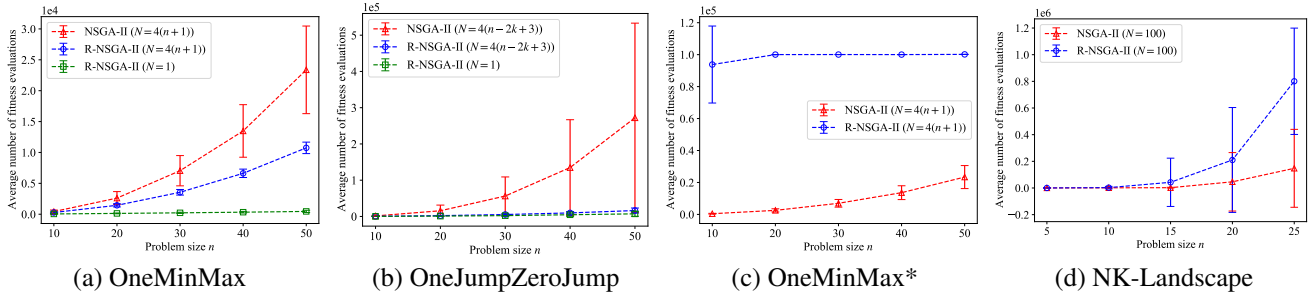 1e4
3.0
2.5
2.0
1.5
1.0
0.5
0.0
Average number of fitness evaluations
NSGA-II (N=4(n+1))
R-NSGA-II (N=4(n+1))
R-NSGA-II (N=1)
10 20 30 40 50
Problem size n
(a) OneMinMax
1e5
5
4
3
2
1
0
Average number of fitness evaluations
NSGA-II (N=4(n−2k+3))
R-NSGA-II (N=4(n−2k+3))
R-NSGA-II (N=1)
10 20 30 40 50
Problem size n
(b) OneJumpZeroJump
1e5
1.2
1.0
0.8
0.6
0.4
0.2
0.0
Average number of fitness evaluations
NSGA-II (N=4(n+1))
R-NSGA-II (N=4(n+1))
10 20 30 40 50
Problem size n
(c) OneMinMax*
1e6
1.2
1.0
0.8
0.6
0.4
0.2
0.0
−0.2
Average number of fitness evaluations
NSGA-II (N=100)
R-NSGA-II (N=100)
5 10 15 20 25
Problem size n
(d) NK-Landscape